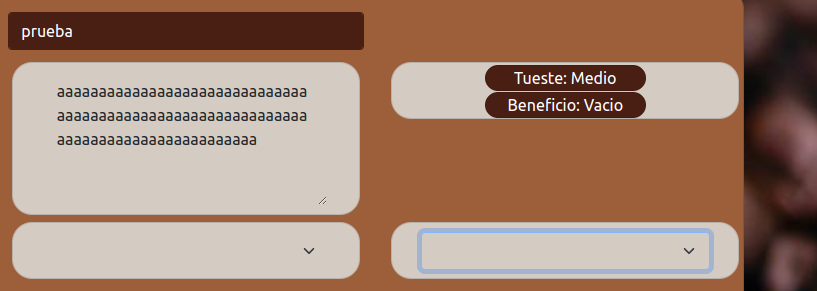 prueba
aaaaaaaaaaaaaaaaaaaaaaaaaaaaaa
aaaaaaaaaaaaaaaaaaaaaaaaaaaaaa
aaaaaaaaaaaaaaaaaaaaaaaa
Tueste: Medio
Beneficio: Vacio